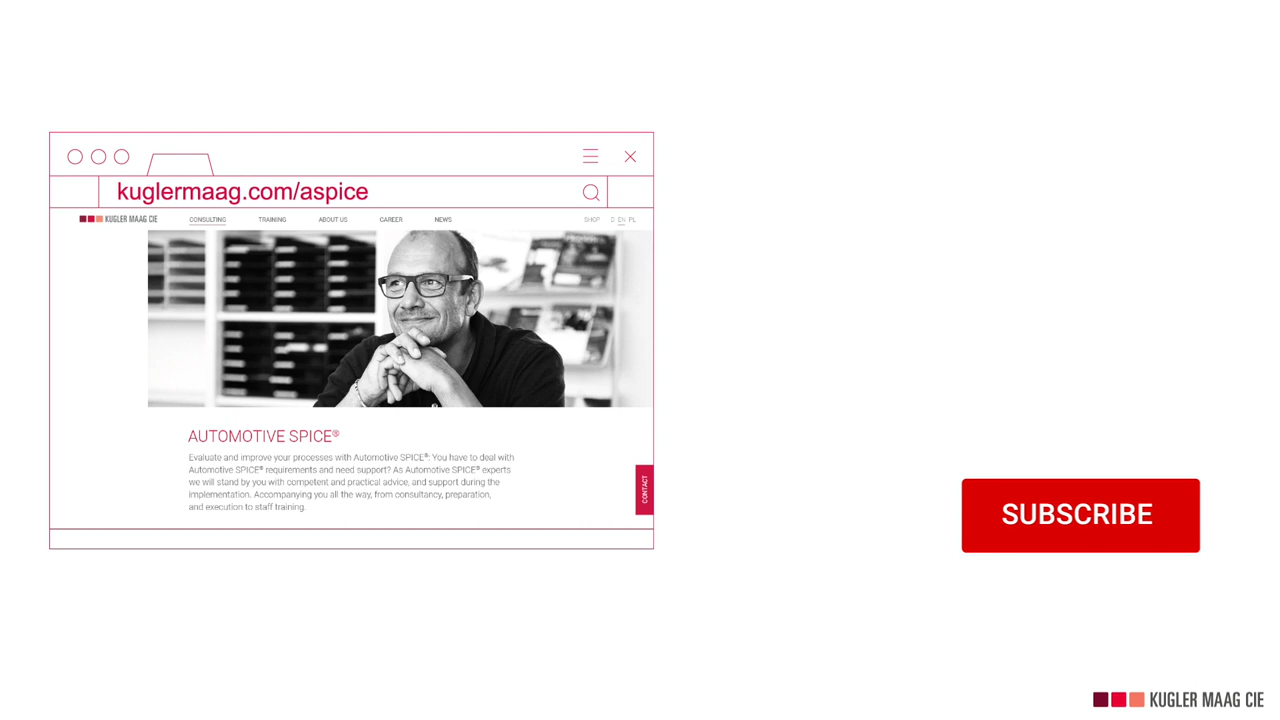 kuglermaag.com/aspice
KUGLER MAAG CIE
CONSULTING TRAINING ABOUT US CAREER NEWS SHOP D EN PL
AUTOMOTIVE SPICE®
Evaluate and improve your processes with Automotive SPICE®: You have to deal with
Automotive SPICE® requirements and need support? As Automotive SPICE® experts
we will stand by you with competent and practical advice, and support during the
implementation. Accompanying you all the way, from consultancy, preparation,
and execution to staff training.
CONTACT
SUBSCRIBE
KUGLER MAAG CIE